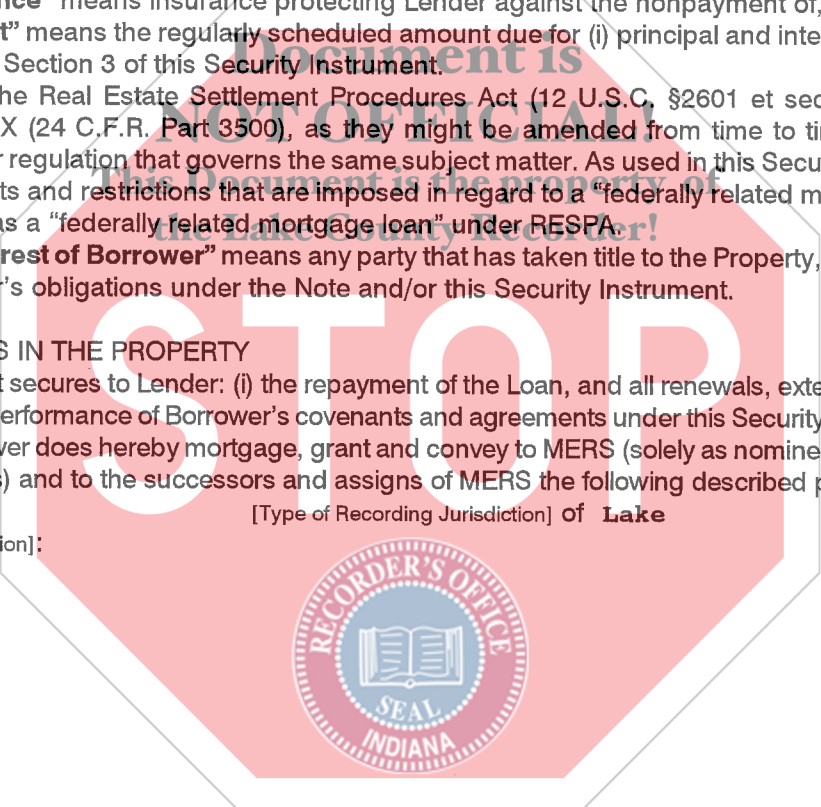 nce" means insurance protecting Lender against the nonpayment of,
t" means the regularly scheduled amount due for (i) principal and inte
Section 3 of this Security Instrument.
he Real Estate Settlement Procedures Act (12 U.S.C. §2601 et sec
X (24 C.F.R. Part 3500), as they might be amended from time to ti
r regulation that governs the same subject matter. As used in this Secu
ts and restrictions that are imposed in regard to a "federally related m
as a "federally related mortgage loan" under RESPA.
rest of Borrower" means any party that has taken title to the Property,
r's obligations under the Note and/or this Security Instrument.
S IN THE PROPERTY
t secures to Lender: (i) the repayment of the Loan, and all renewals, exte
erformance of Borrower's covenants and agreements under this Security
ver does hereby mortgage, grant and convey to MERS (solely as nomine
s) and to the successors and assigns of MERS the following described p
[Type of Recording Jurisdiction] of Lake
ion]:
Document is
NOT OFFICIAL!
This Document is the property of
the Lake County Recorder!
STOP
RECORDER'S OFFICE
SEAL
INDIANA